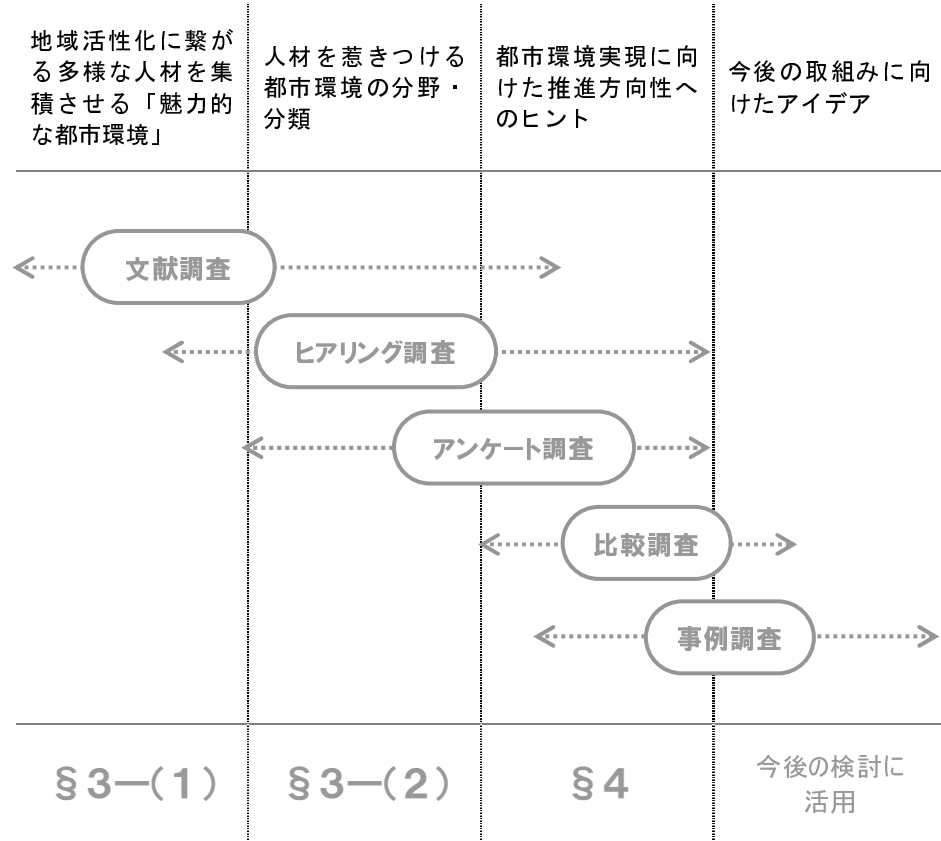 地域活性化に繋が
る多様な人材を集
積させる「魅力的
な都市環境」
人材を惹きつける
都市環境の分野・
分類
都市環境実現に向
けた推進方向性へ
のヒント
今後の取組みに向
けたアイデア
文献調査
ヒアリング調査
アンケート調査
比較調査
事例調査
§3−(1)
§3−(2)
§4
今後の検討に
活用